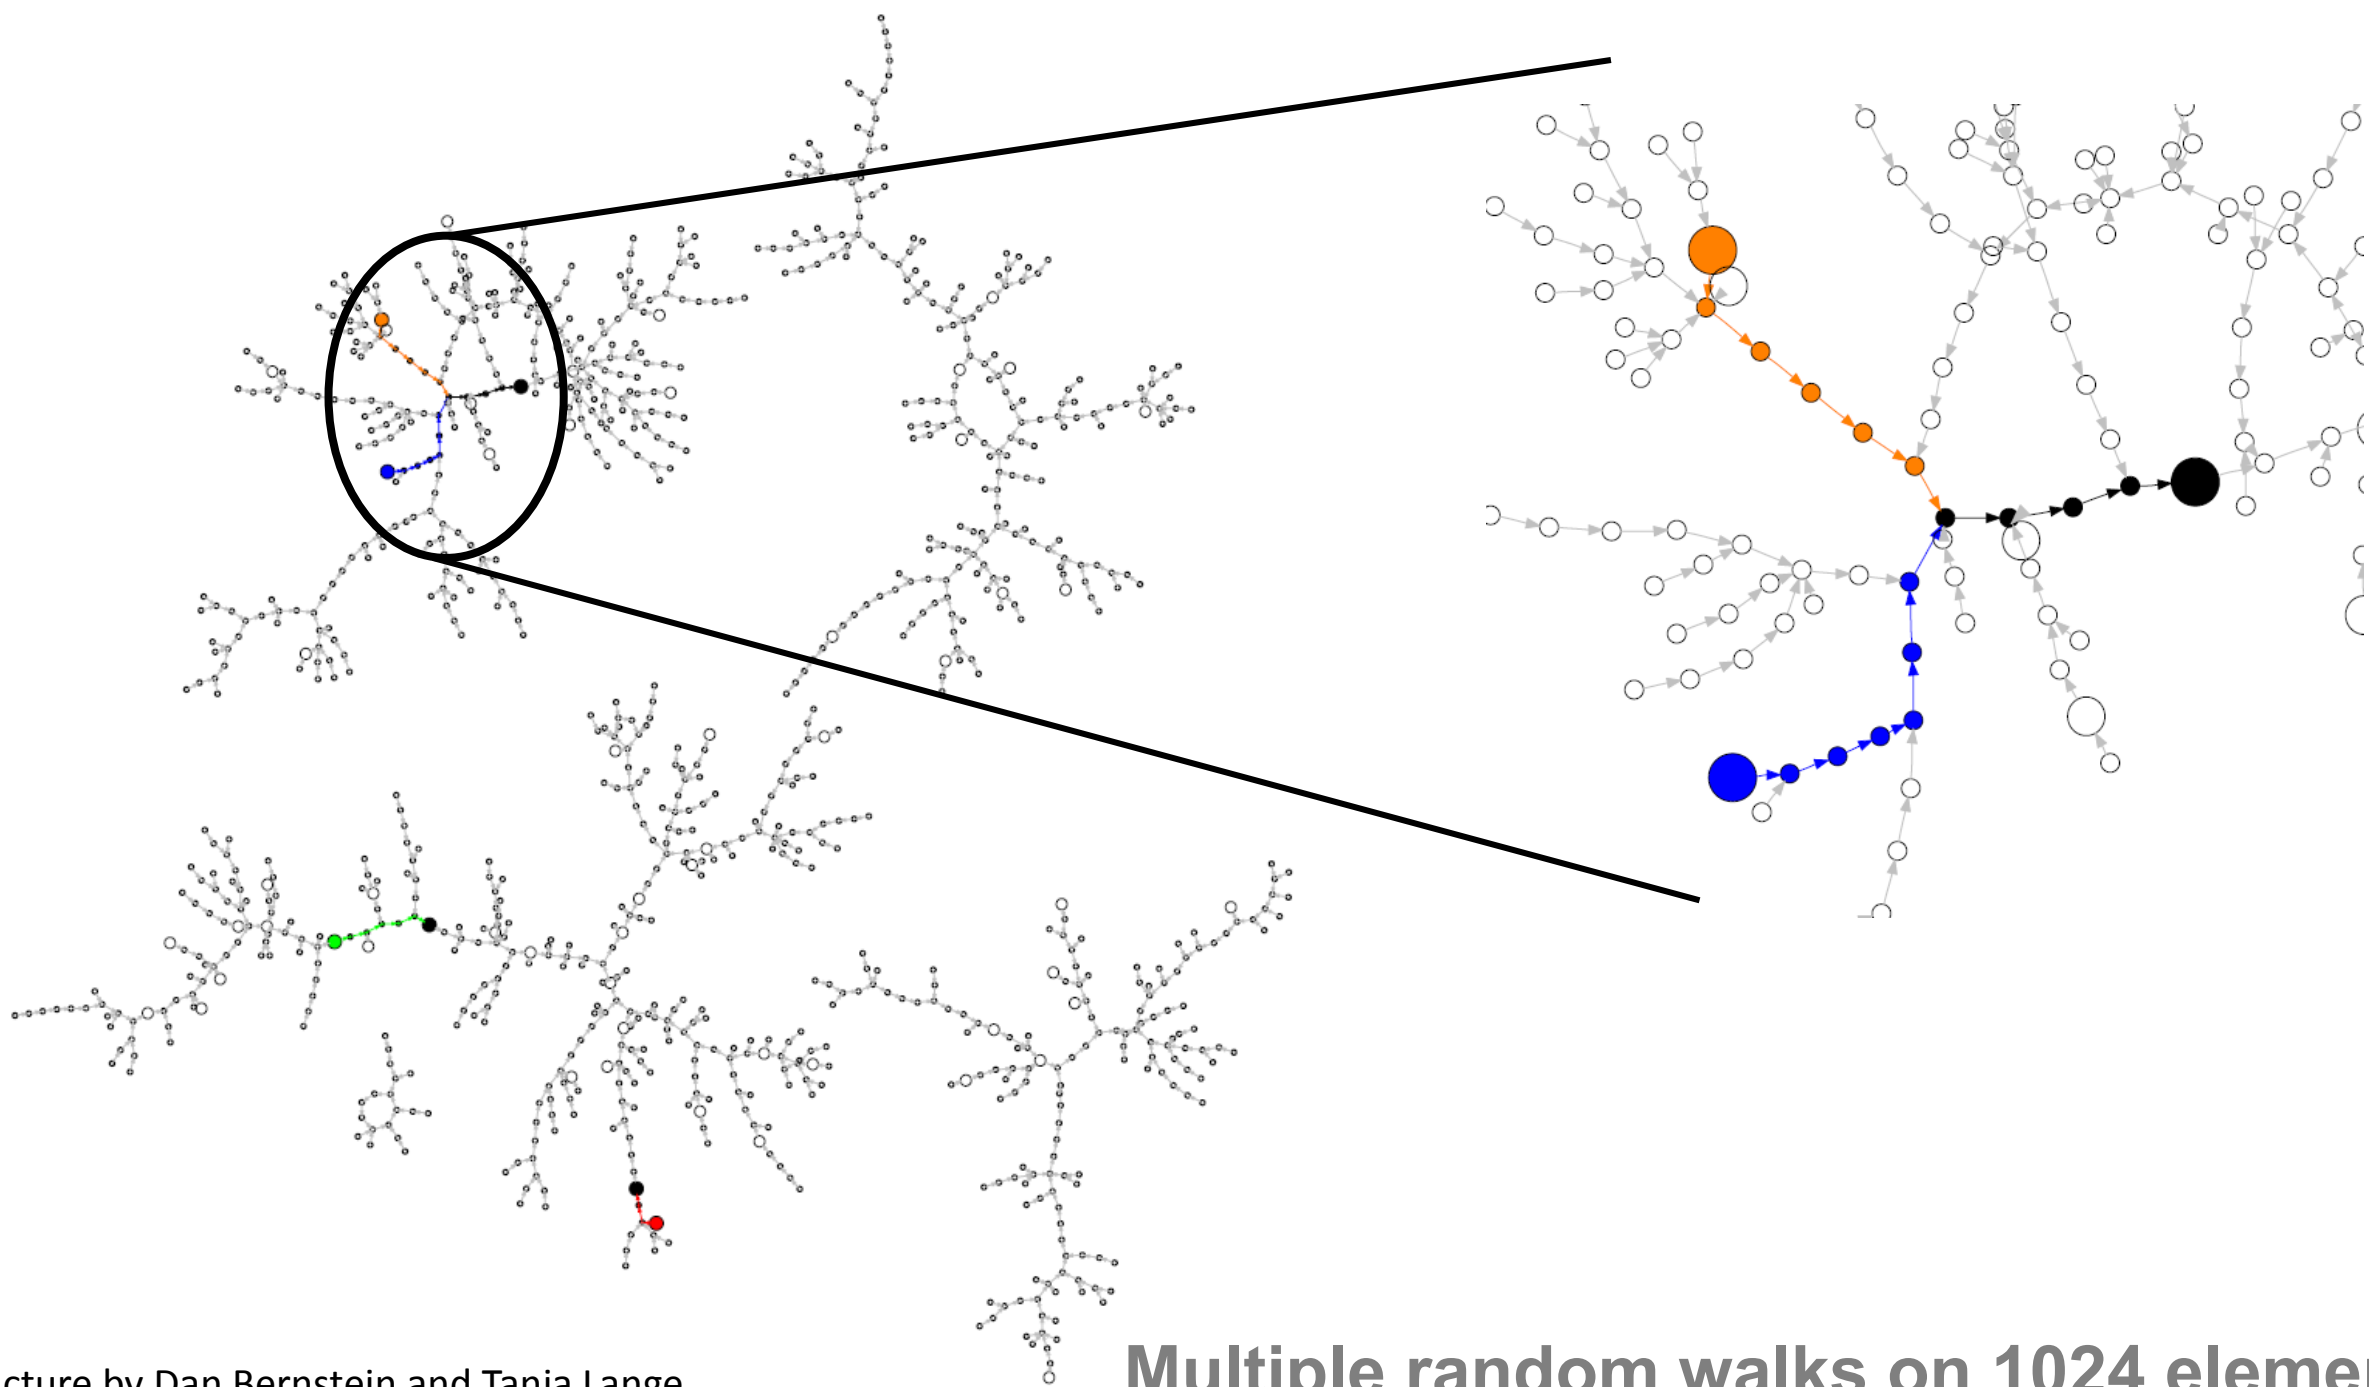 cture by Dan Bernstein and Tanja Lange
Multiple random walks on 1024 elemen